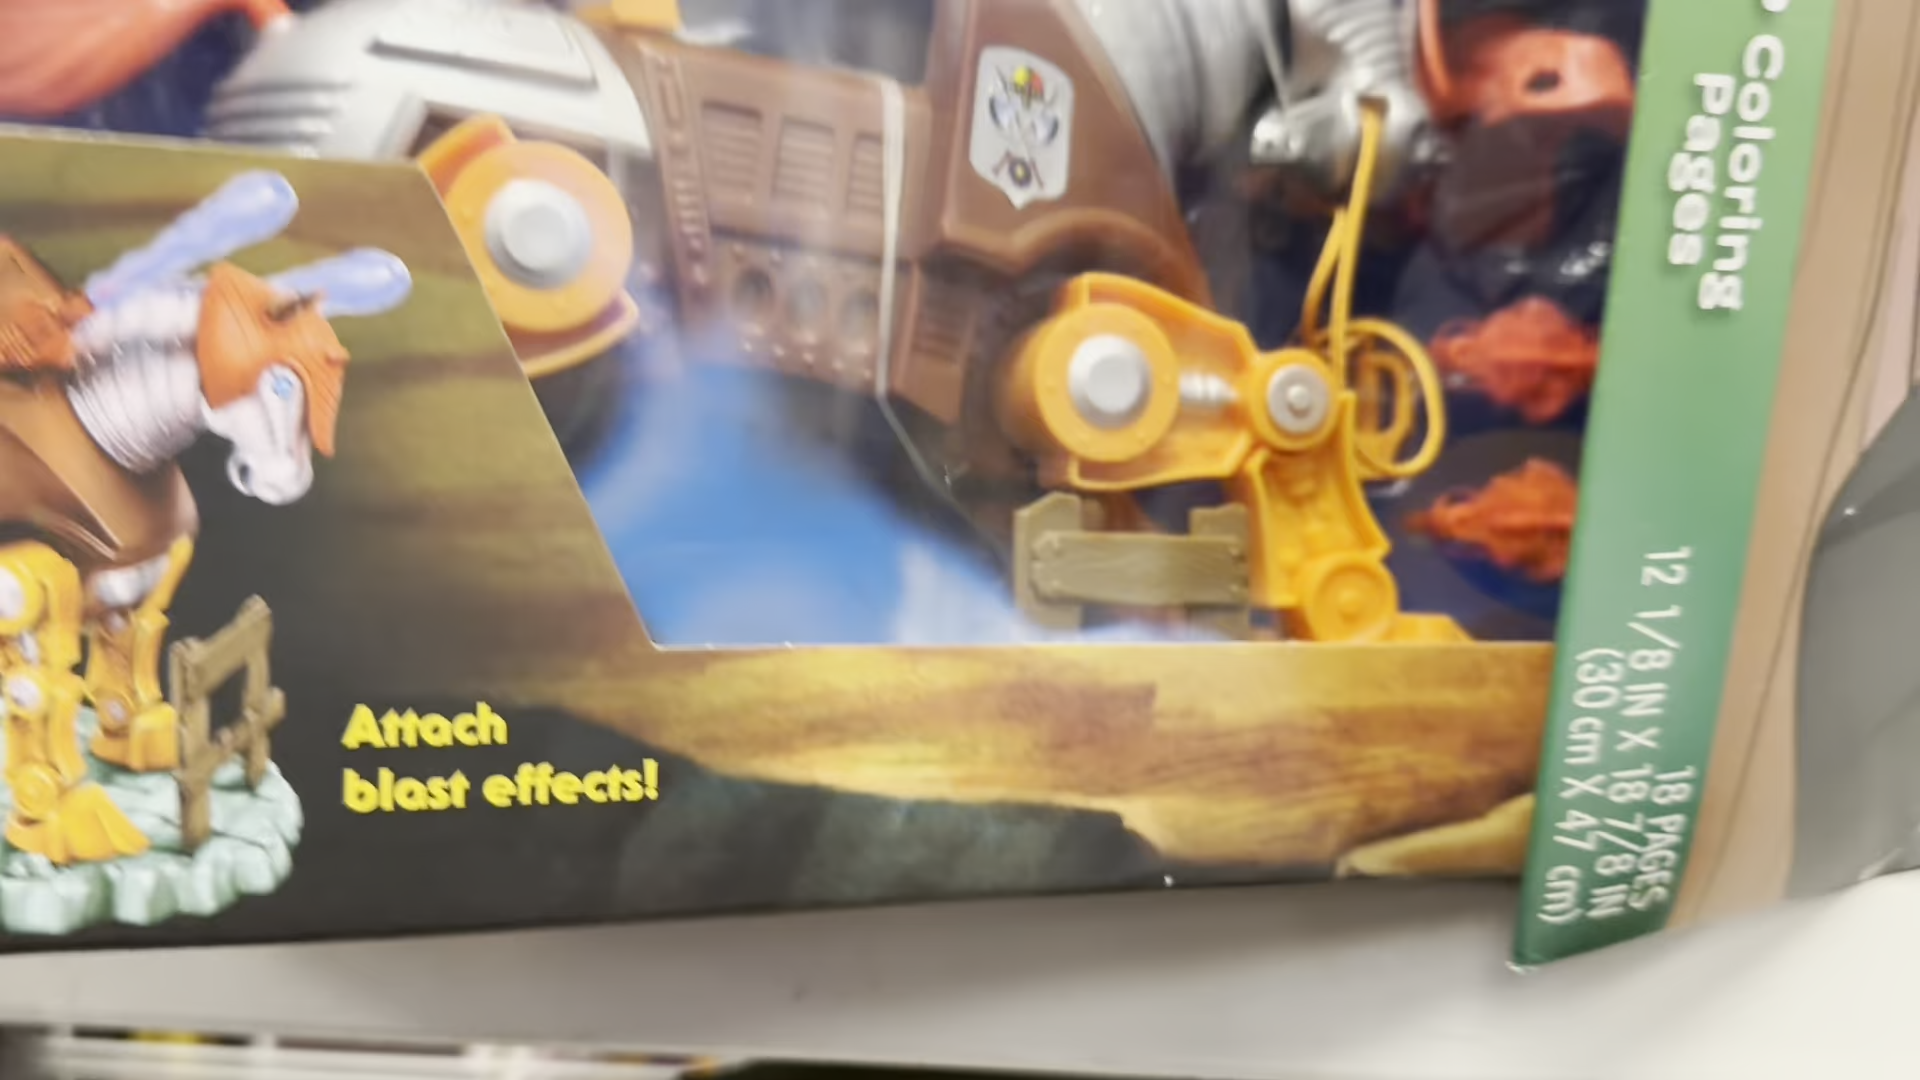 Attach
blast effects!
Coloring
Pages
18 PAGES
12 1/8 IN X 18 7/8 IN
(30 cm X 47 cm)